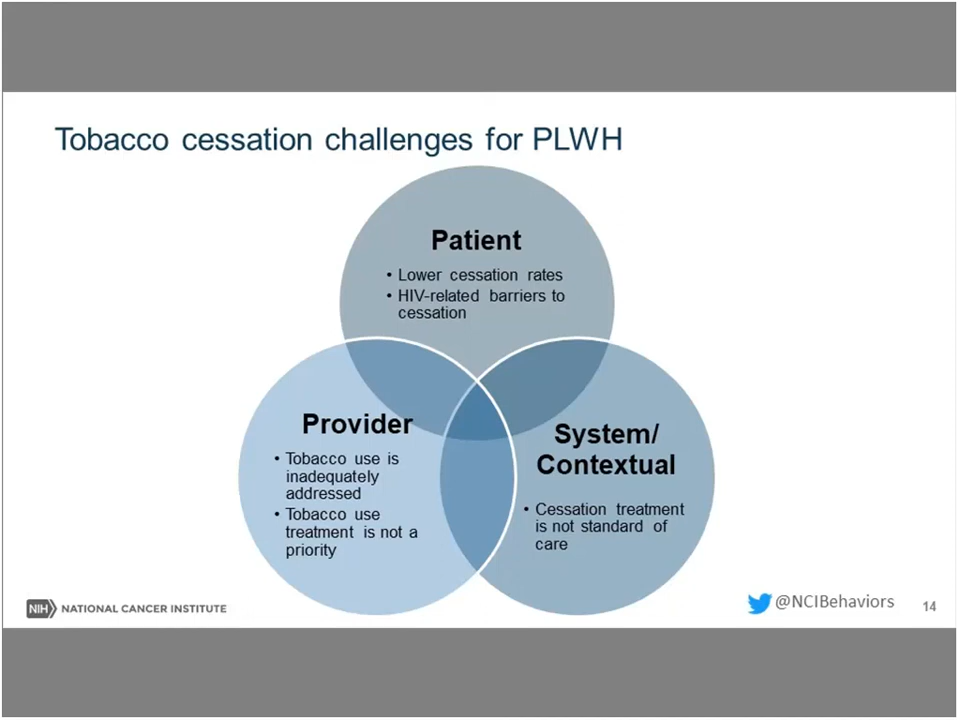 Tobacco cessation challenges for PLWH
Patient
• Lower cessation rates
• HIV-related barriers to
cessation
Provider
• Tobacco use is
inadequately
addressed
• Tobacco use
treatment is not a
priority
System/
Contextual
• Cessation treatment
is not standard of
care
NIH NATIONAL CANCER INSTITUTE
@NCIBehaviors
14